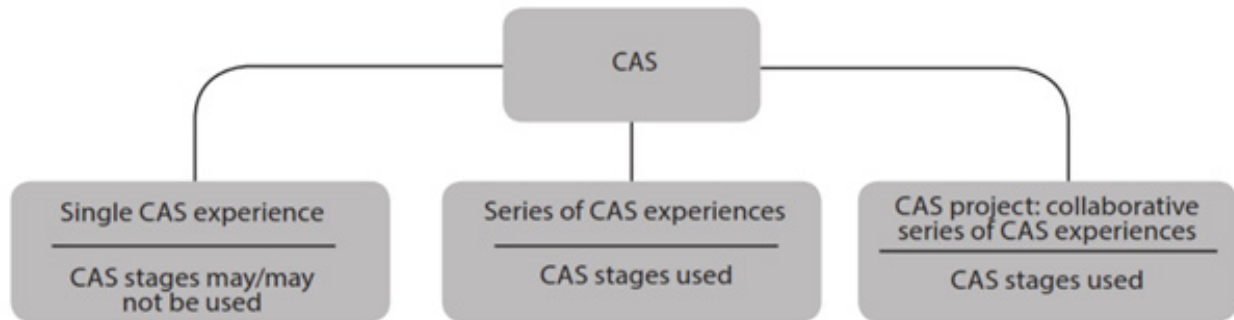 CAS
Single CAS experience
CAS stages may/may
not be used
Series of CAS experiences
CAS stages used
CAS project: collaborative
series of CAS experiences
CAS stages used